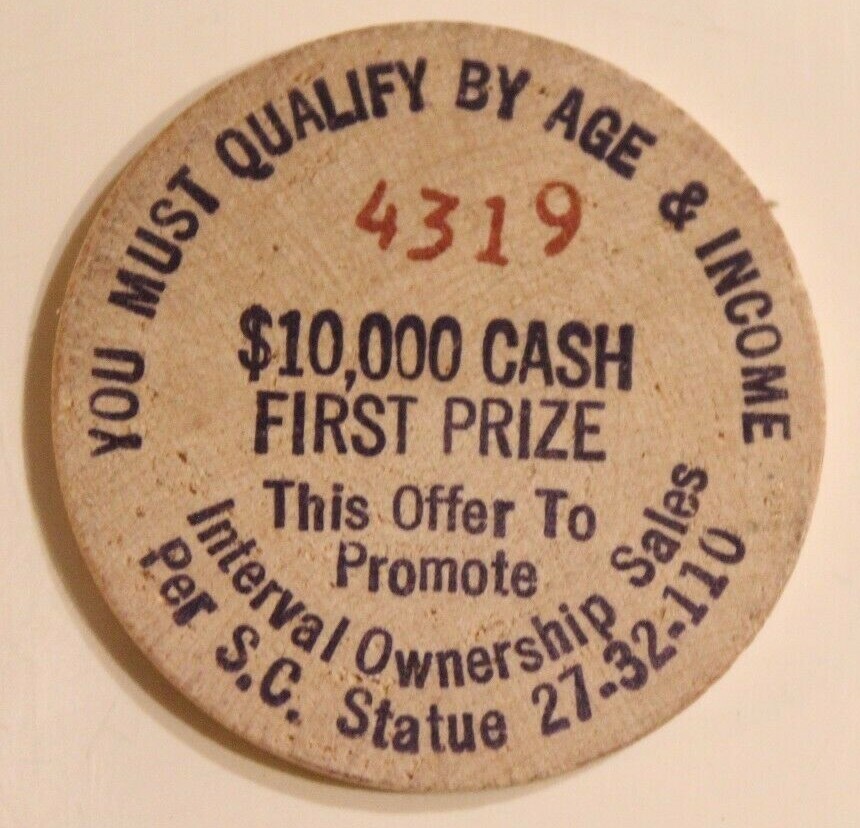 YOU MUST QUALIFY BY AGE & INCOME
4319
$10,000 CASH
FIRST PRIZE
This Offer To
Promote
Interval Ownership Sales
Per S.C. Statue 27-32-110